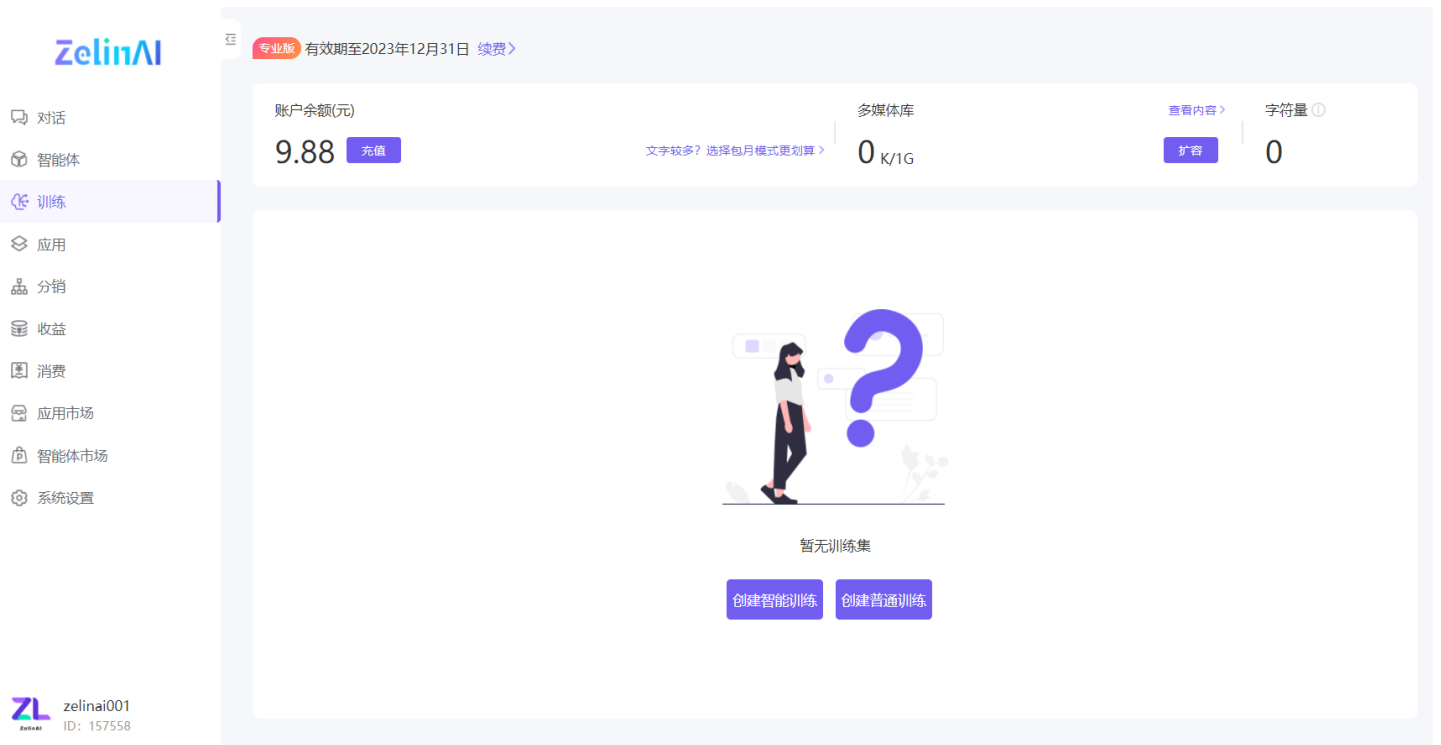 ZelinAI
对话
智能体
训练
应用
分销
收益
消费
应用市场
智能体市场
系统设置
ZL
ZelinAI
zelinai001
ID：157558
专业版 有效期至2023年12月31日 续费
账户余额(元)
9.88 充值
文字较多？选择包月模式更划算
多媒体库 查看内容
0 K/1G 扩容
字符量
0
暂无训练集
创建智能训练 创建普通训练